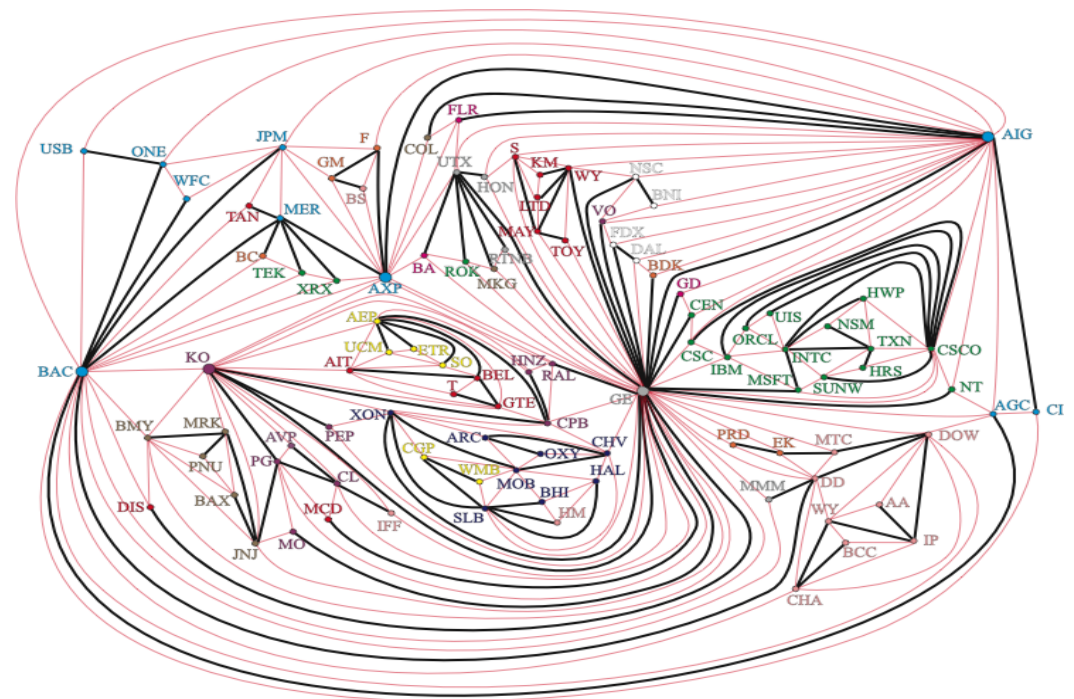 FLR
AIG
USB
ONE
JPM
F
COL
WFC
GM
BS
UTX
HON
S
KM
WY
NSC
BNI
TAN
MER
LTD
MAY
TOY
VO
FDX
DAL
BC
TEK
XRX
AXP
BA
ROK
RTNB
MKG
BDK
GD
CEN
HWP
UIS
ORCL
NSM
TXN
CSCO
AEP
UCM
ETR
SO
CSC
IBM
INTC
HRS
MSFT
SUNW
NT
BAC
KO
AIT
T
BEL
GTE
HNZ
RAL
CPB
GE
AGC
CI
BMY
MRK
PNU
AVP
PEP
PG
XON
ARC
CHV
OXY
CGP
WMB
MOB
HAL
PRD
EK
MTC
DOW
MMM
DD
BAX
CL
MCD
IFF
BHI
SLB
HM
DIS
JNJ
MO
WY
AA
BCC
IP
CHA